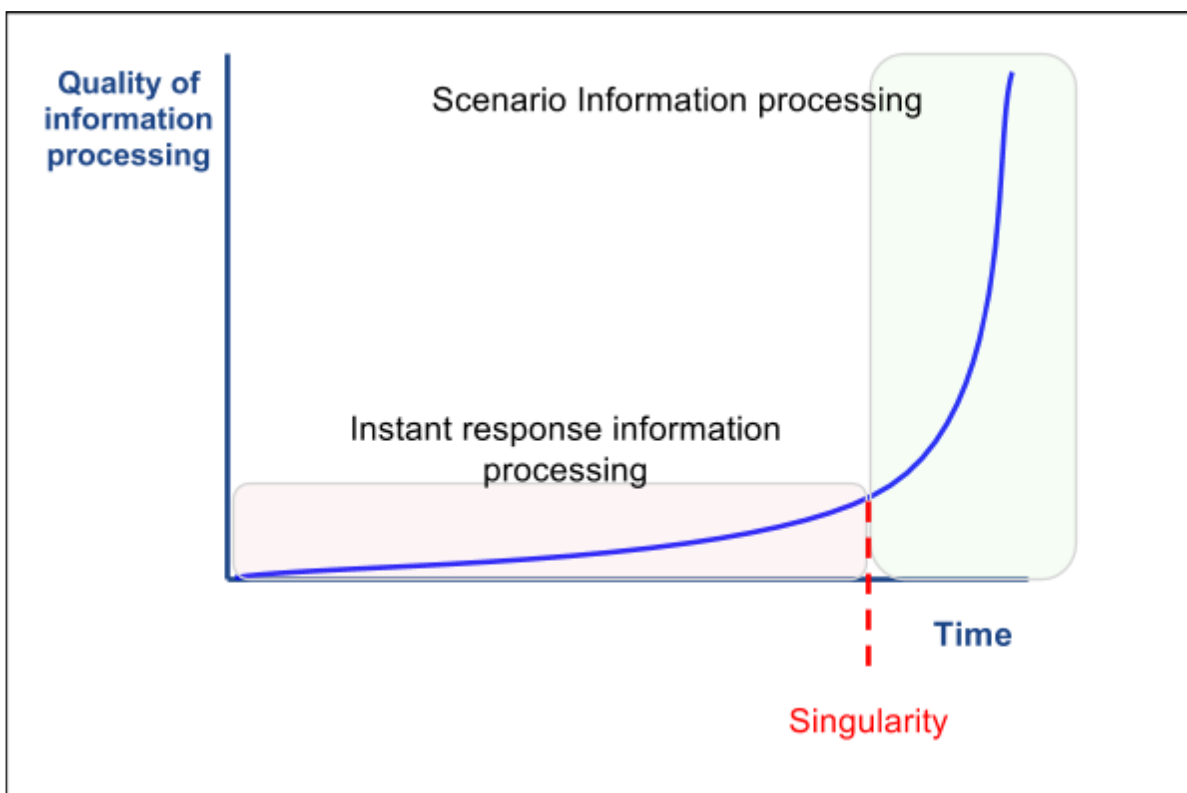 Quality of
information
processing
Scenario Information processing
Instant response information
processing
Time
Singularity